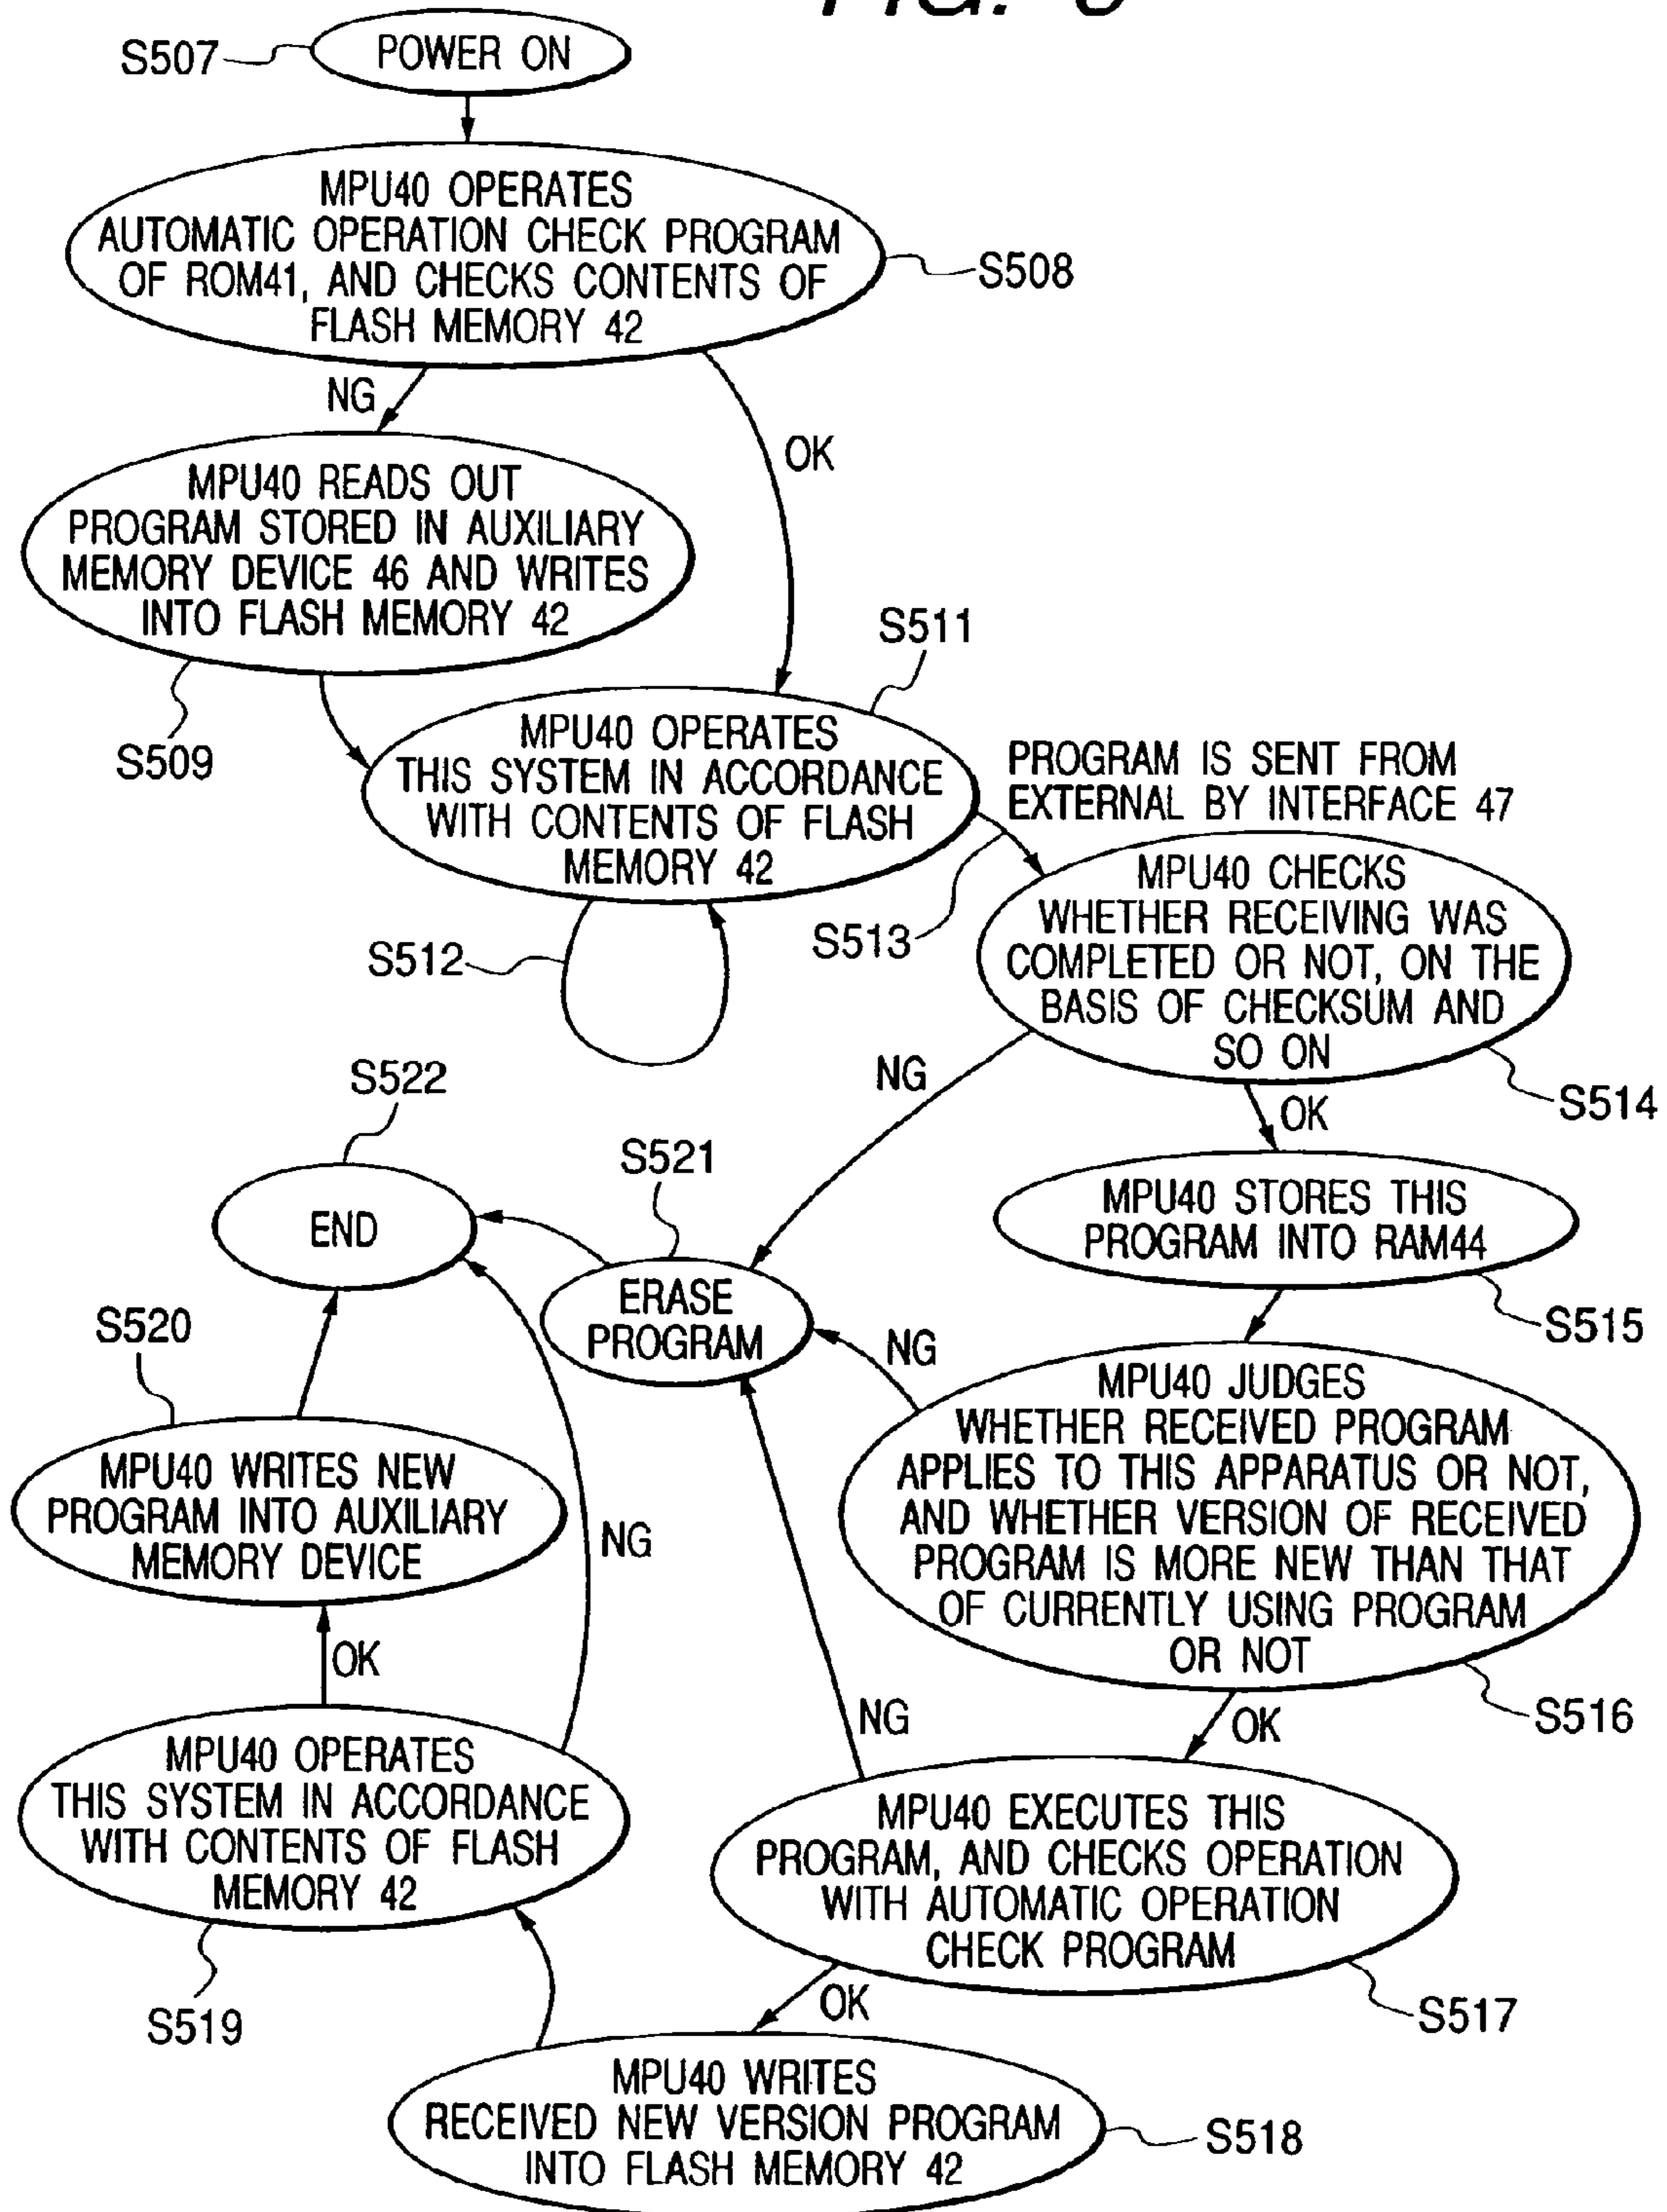 FIG.
S507
POWER ON
MPU40 OPERATES
AUTOMATIC OPERATION CHECK PROGRAM
OF ROM41, AND CHECKS CONTENTS OF
FLASH MEMORY 42
S508
NG
OK
MPU40 READS OUT
PROGRAM STORED IN AUXILIARY
MEMORY DEVICE 46 AND WRITES
INTO FLASH MEMORY 42
S509
S511
MPU40 OPERATES
THIS SYSTEM IN ACCORDANCE
WITH CONTENTS OF FLASH
MEMORY 42
S512
PROGRAM IS SENT FROM
EXTERNAL BY INTERFACE 47
S513
MPU40 CHECKS
WHETHER RECEIVING WAS
COMPLETED OR NOT, ON THE
BASIS OF CHECKSUM AND
SO ON
S514
NG
OK
S522
END
S521
ERASE
PROGRAM
MPU40 STORES THIS
PROGRAM INTO RAM44
S515
NG
MPU40 JUDGES
WHETHER RECEIVED PROGRAM
APPLIES TO THIS APPARATUS OR NOT,
AND WHETHER VERSION OF RECEIVED
PROGRAM IS MORE NEW THAN THAT
OF CURRENTLY USING PROGRAM
OR NOT
S516
S520
MPU40 WRITES NEW
PROGRAM INTO AUXILIARY
MEMORY DEVICE
NG
OK
NG
OK
MPU40 OPERATES
THIS SYSTEM IN ACCORDANCE
WITH CONTENTS OF FLASH
MEMORY 42
S519
MPU40 EXECUTES THIS
PROGRAM, AND CHECKS OPERATION
WITH AUTOMATIC OPERATION
CHECK PROGRAM
S517
OK
MPU40 WRITES
RECEIVED NEW VERSION PROGRAM
INTO FLASH MEMORY 42
S518